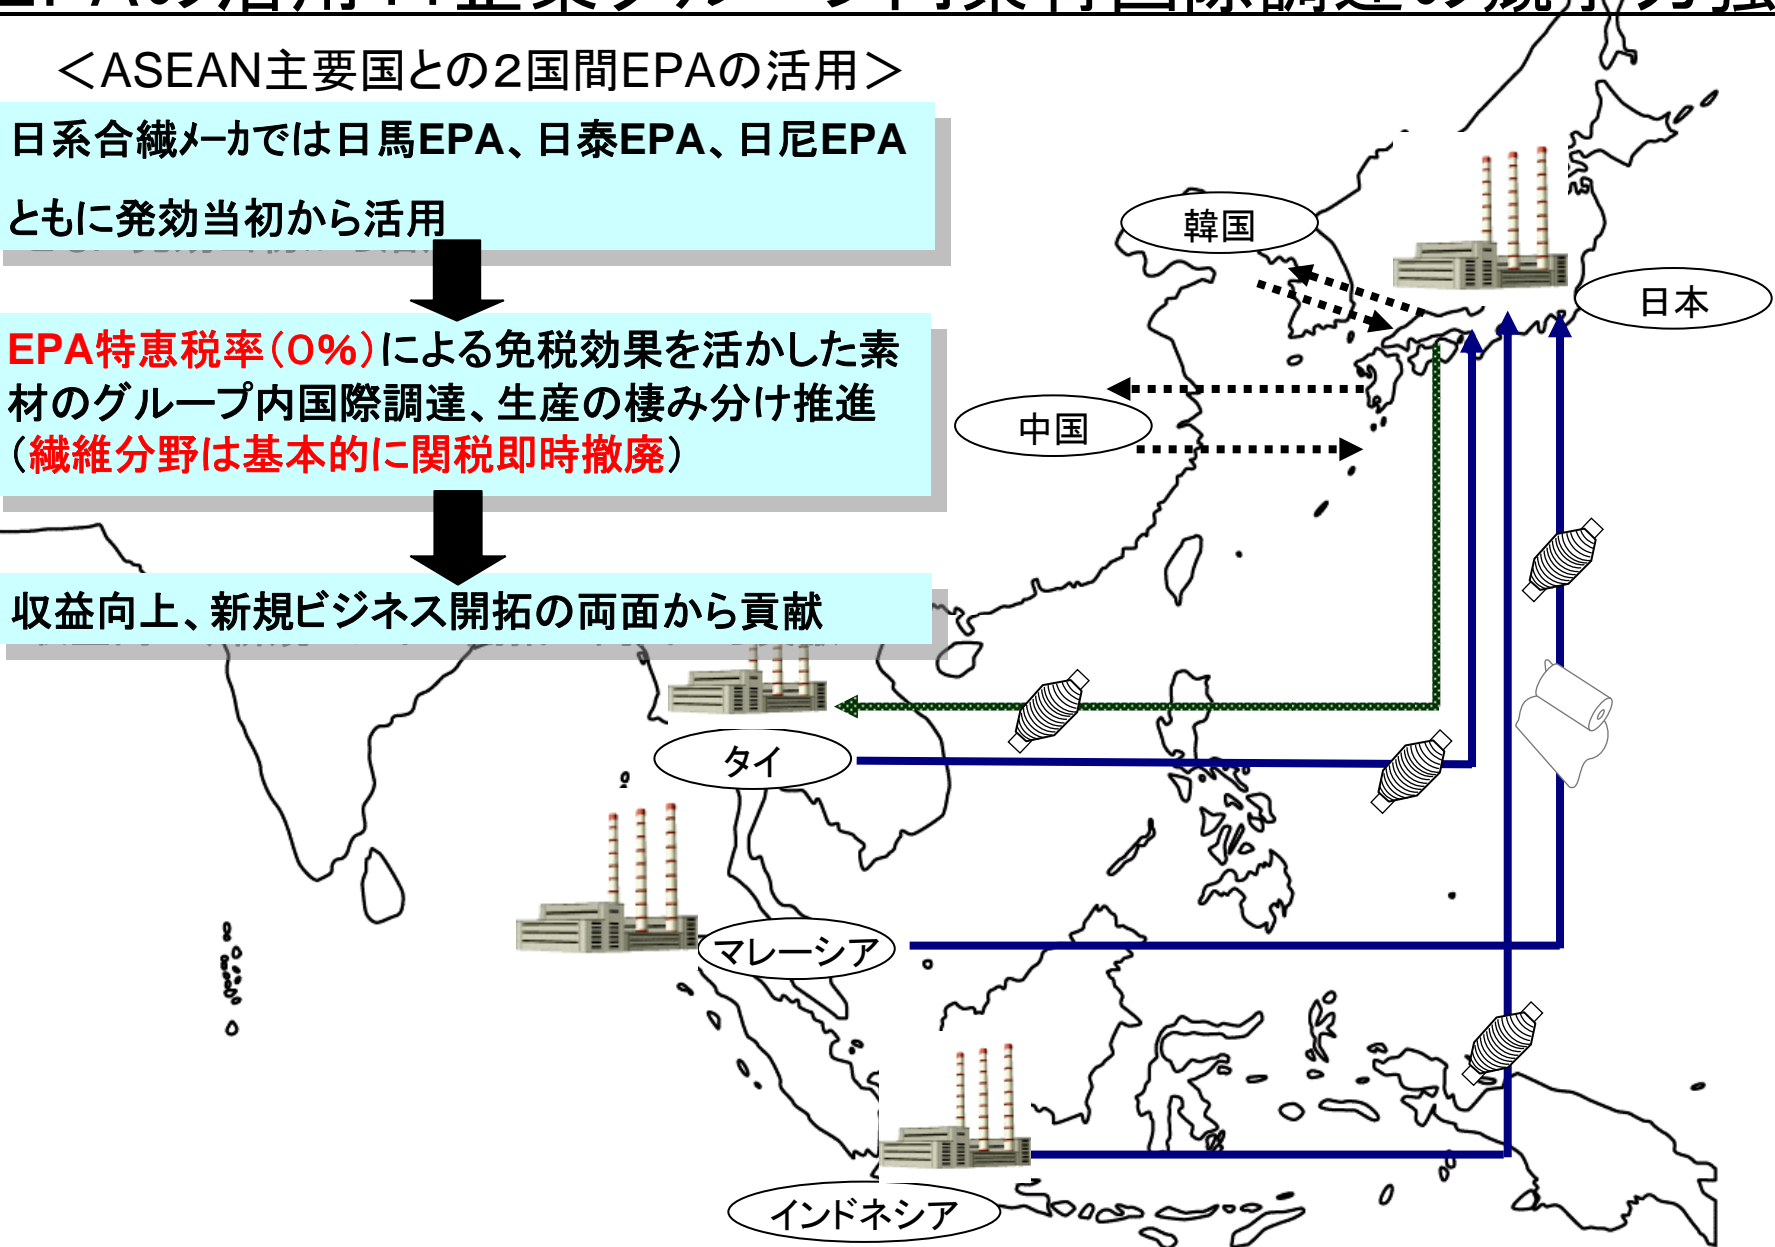 ＜ASEAN主要国との２国間EPAの活用＞
日系合繊ﾒｰｶでは日馬EPA、日泰EPA、日尼EPA
ともに発効当初から活用
EPA特恵税率（０％）による免税効果を活かした素
材のグループ内国際調達、生産の棲み分け推進
（繊維分野は基本的に関税即時撤廃）
収益向上、新規ビジネス開拓の両面から貢献
韓国
日本
中国
タイ
マレーシア
インドネシア